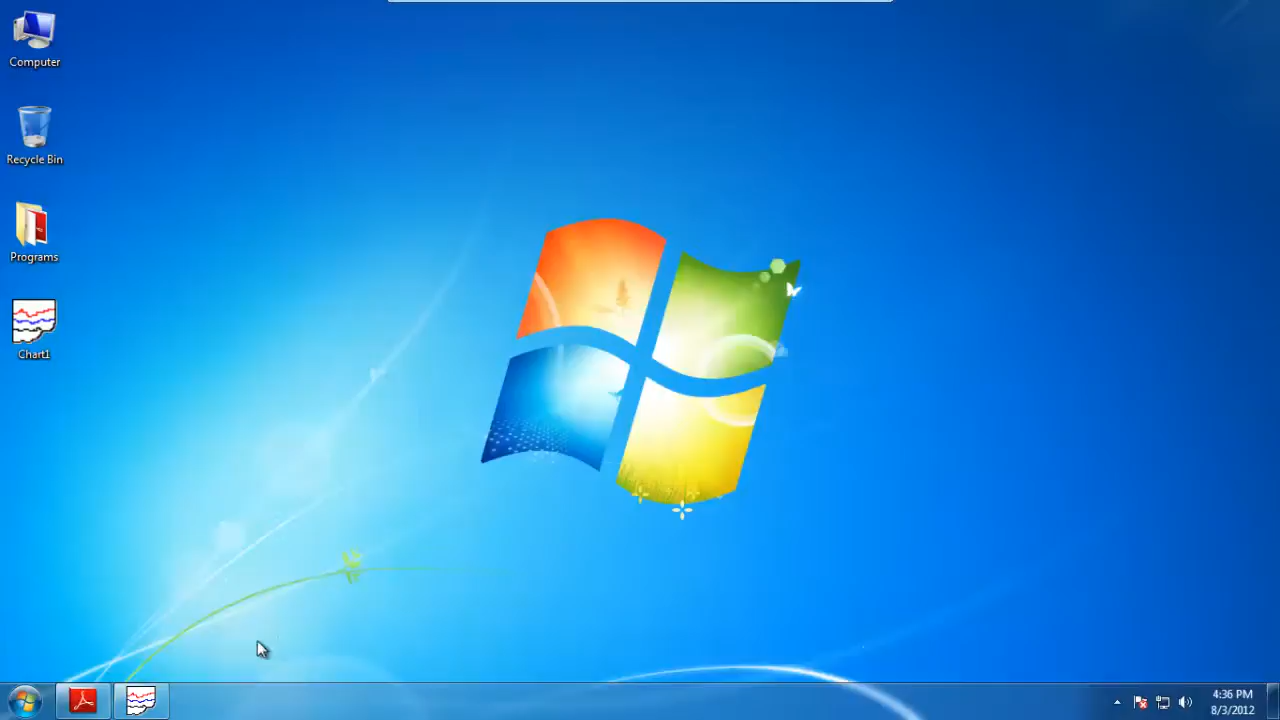 Computer
Recycle Bin
Programs
Chart1
4:36 PM
8/3/2012